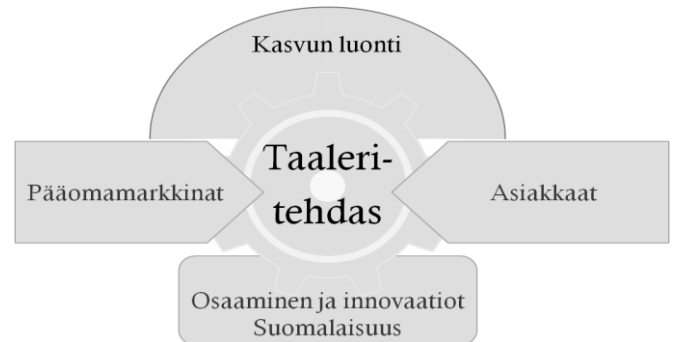 Kasvun luonti
Taaleri-
tehdas
Pääomamarkkinat
Asiakkaat
Osaaminen ja innovaatiot
Suomalaisuus